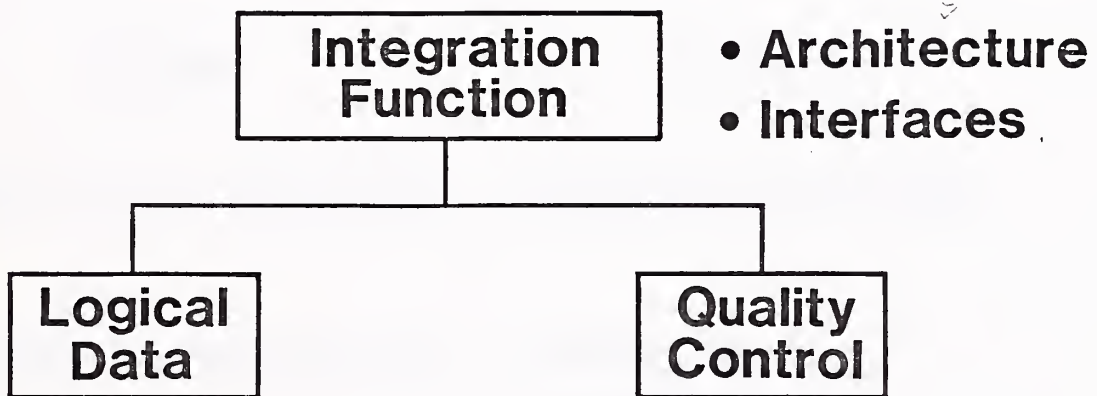 Integration
Function
• Architecture
• Interfaces
Logical
Data
Quality
Control